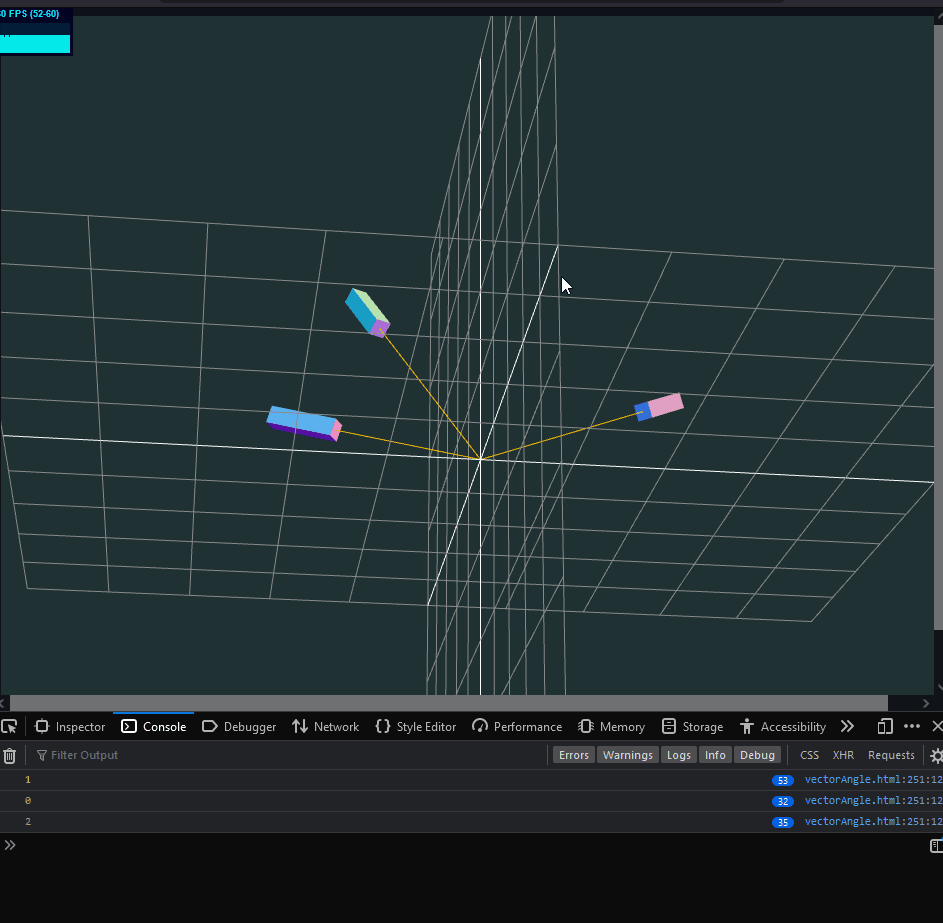 0 FPS (52-60)
Inspector Console Debugger Network Style Editor Performance Memory Storage Accessibility
Filter Output Errors Warnings Logs Info Debug CSS XHR Requests
1 53 vectorAngle.html:251:12
0 32 vectorAngle.html:251:12
2 35 vectorAngle.html:251:12